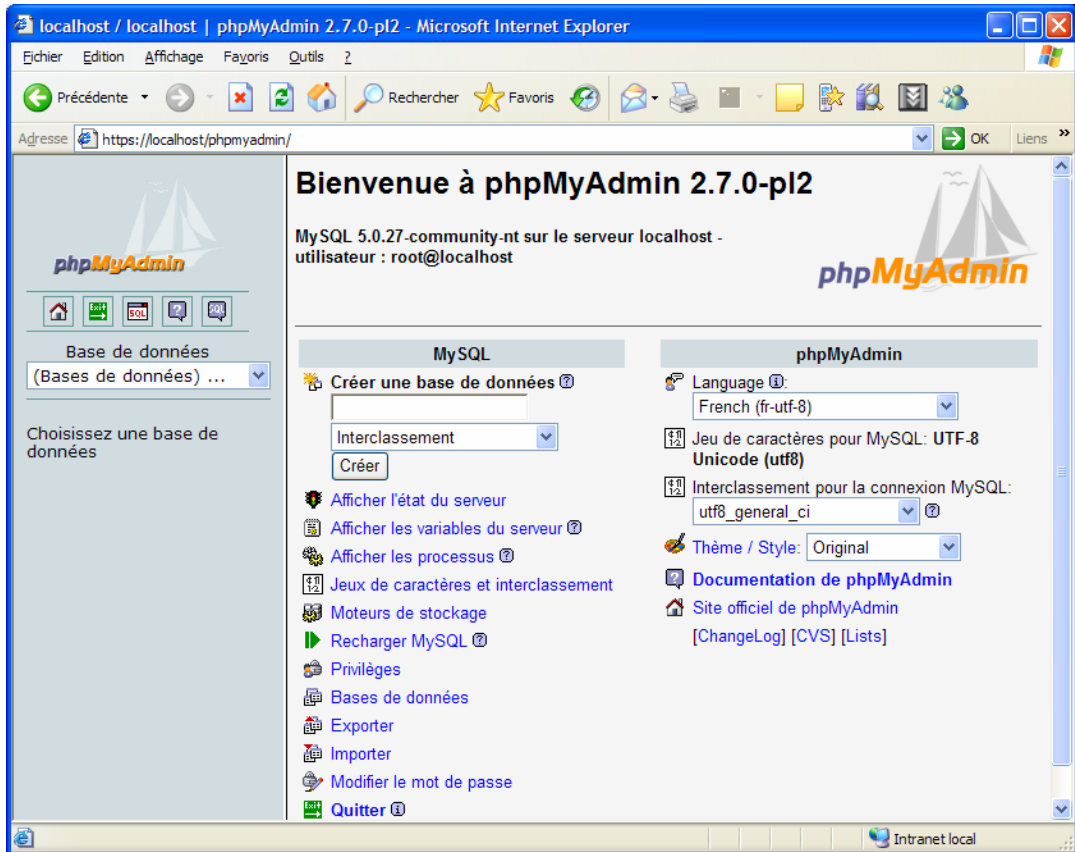 localhost / localhost | phpMyAdmin 2.7.0-pl2 - Microsoft Internet Explorer
Fichier Edition Affichage Favoris Outils ?
Précédente Rechercher Favoris
Adresse https://localhost/phpmyadmin/ OK Liens »
phpMyAdmin
Exit SQL ? SQL
Base de données
(Bases de données) ...
Choisissez une base de
données
Bienvenue à phpMyAdmin 2.7.0-pl2
MySQL 5.0.27-community-nt sur le serveur localhost -
utilisateur : root@localhost
phpMyAdmin
MySQL
Créer une base de données
Interclassement
Créer
Afficher l'état du serveur
Afficher les variables du serveur
Afficher les processus
Jeux de caractères et interclassement
Moteurs de stockage
Recharger MySQL
Privilèges
Bases de données
Exporter
Importer
Modifier le mot de passe
Quitter
phpMyAdmin
Language :
French (fr-utf-8)
Jeu de caractères pour MySQL: UTF-8
Unicode (utf8)
Interclassement pour la connexion MySQL:
utf8_general_ci
Thème / Style: Original
Documentation de phpMyAdmin
Site officiel de phpMyAdmin
[ChangeLog] [CVS] [Lists]
Intranet local